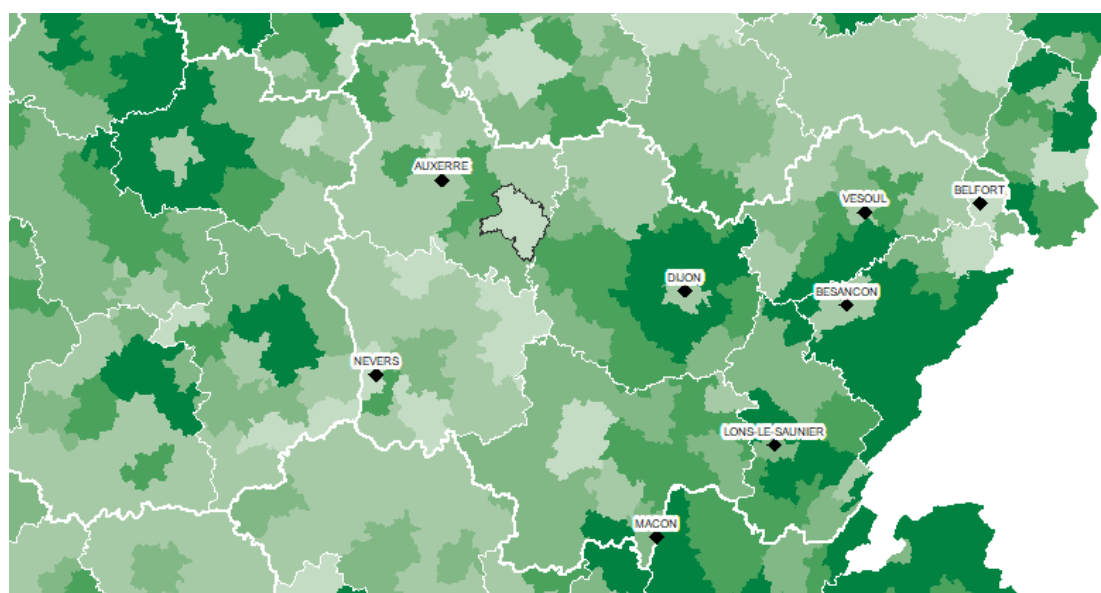 AUXERRE
BELFORT
VESOUL
DIJON
BESANCON
NEVERS
LONS-LE-SAUNIER
MACON